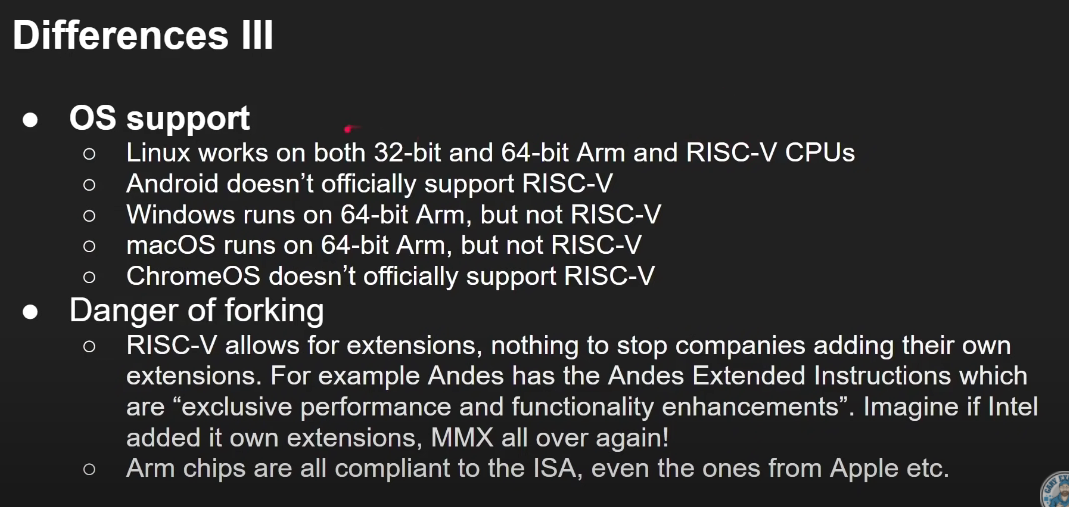 Differences III
● OS support
○ Linux works on both 32-bit and 64-bit Arm and RISC-V CPUs
○ Android doesn’t officially support RISC-V
○ Windows runs on 64-bit Arm, but not RISC-V
○ macOS runs on 64-bit Arm, but not RISC-V
○ ChromeOS doesn’t officially support RISC-V
● Danger of forking
○ RISC-V allows for extensions, nothing to stop companies adding their own
extensions. For example Andes has the Andes Extended Instructions which
are “exclusive performance and functionality enhancements”. Imagine if Intel
added it own extensions, MMX all over again!
○ Arm chips are all compliant to the ISA, even the ones from Apple etc.